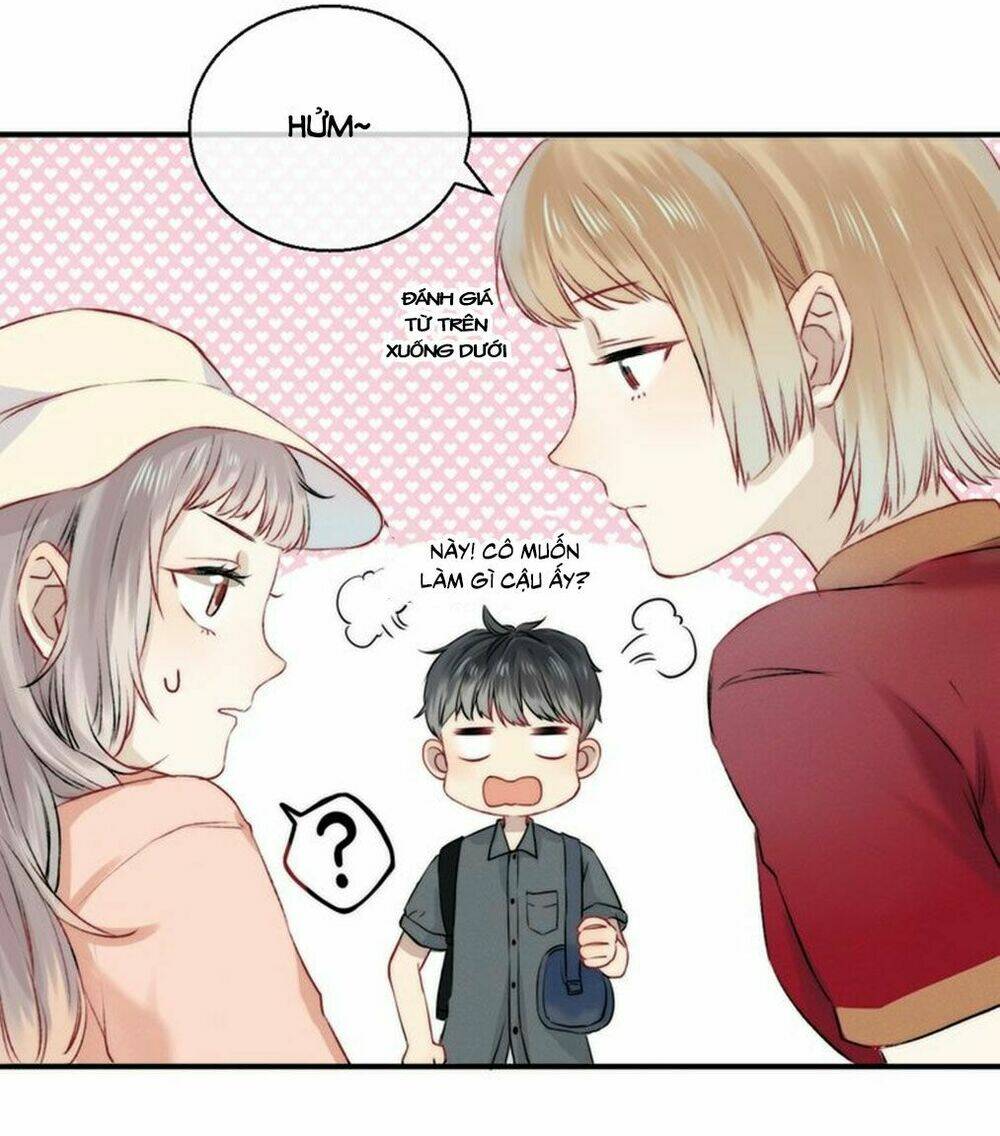 HỬM~
ĐÁNH GIÁ
TỪ TRÊN
XUỐNG DƯỚI
NÀY! CÔ MUỐN
LÀM GÌ CẬU ẤY?
?